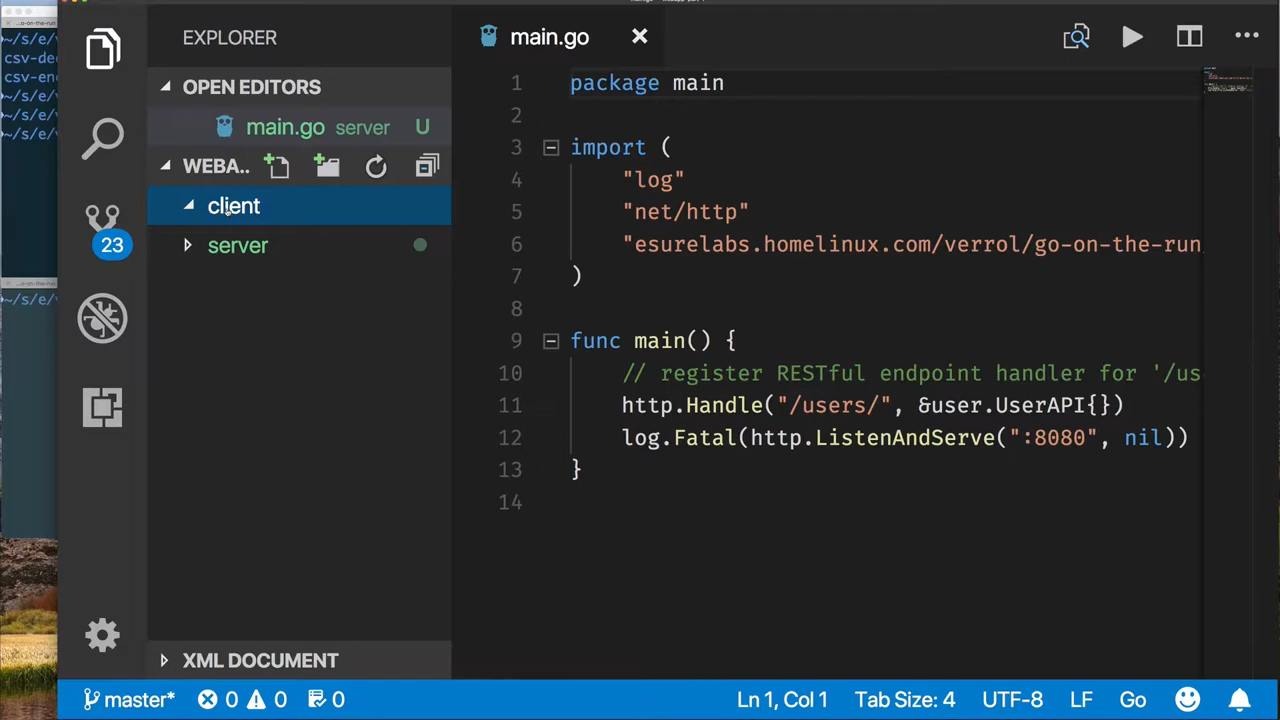 EXPLORER
OPEN EDITORS
main.go server U
WEBA..
client
server
23
XML DOCUMENT
main.go
1 package main
2
3 import (
4 "log"
5 "net/http"
6 "esurelabs.homelinux.com/verrol/go-on-the-run
7 )
8
9 func main() {
10 // register RESTful endpoint handler for '/us
11 http.Handle("/users/", &user.UserAPI{})
12 log.Fatal(http.ListenAndServe(":8080", nil))
13 }
14
~/s/e/
csv-de
csv-en
~/s/e/
~/s/e/
~/s/e/
~/s/e/
master* 0 0 0 Ln 1, Col 1 Tab Size: 4 UTF-8 LF Go